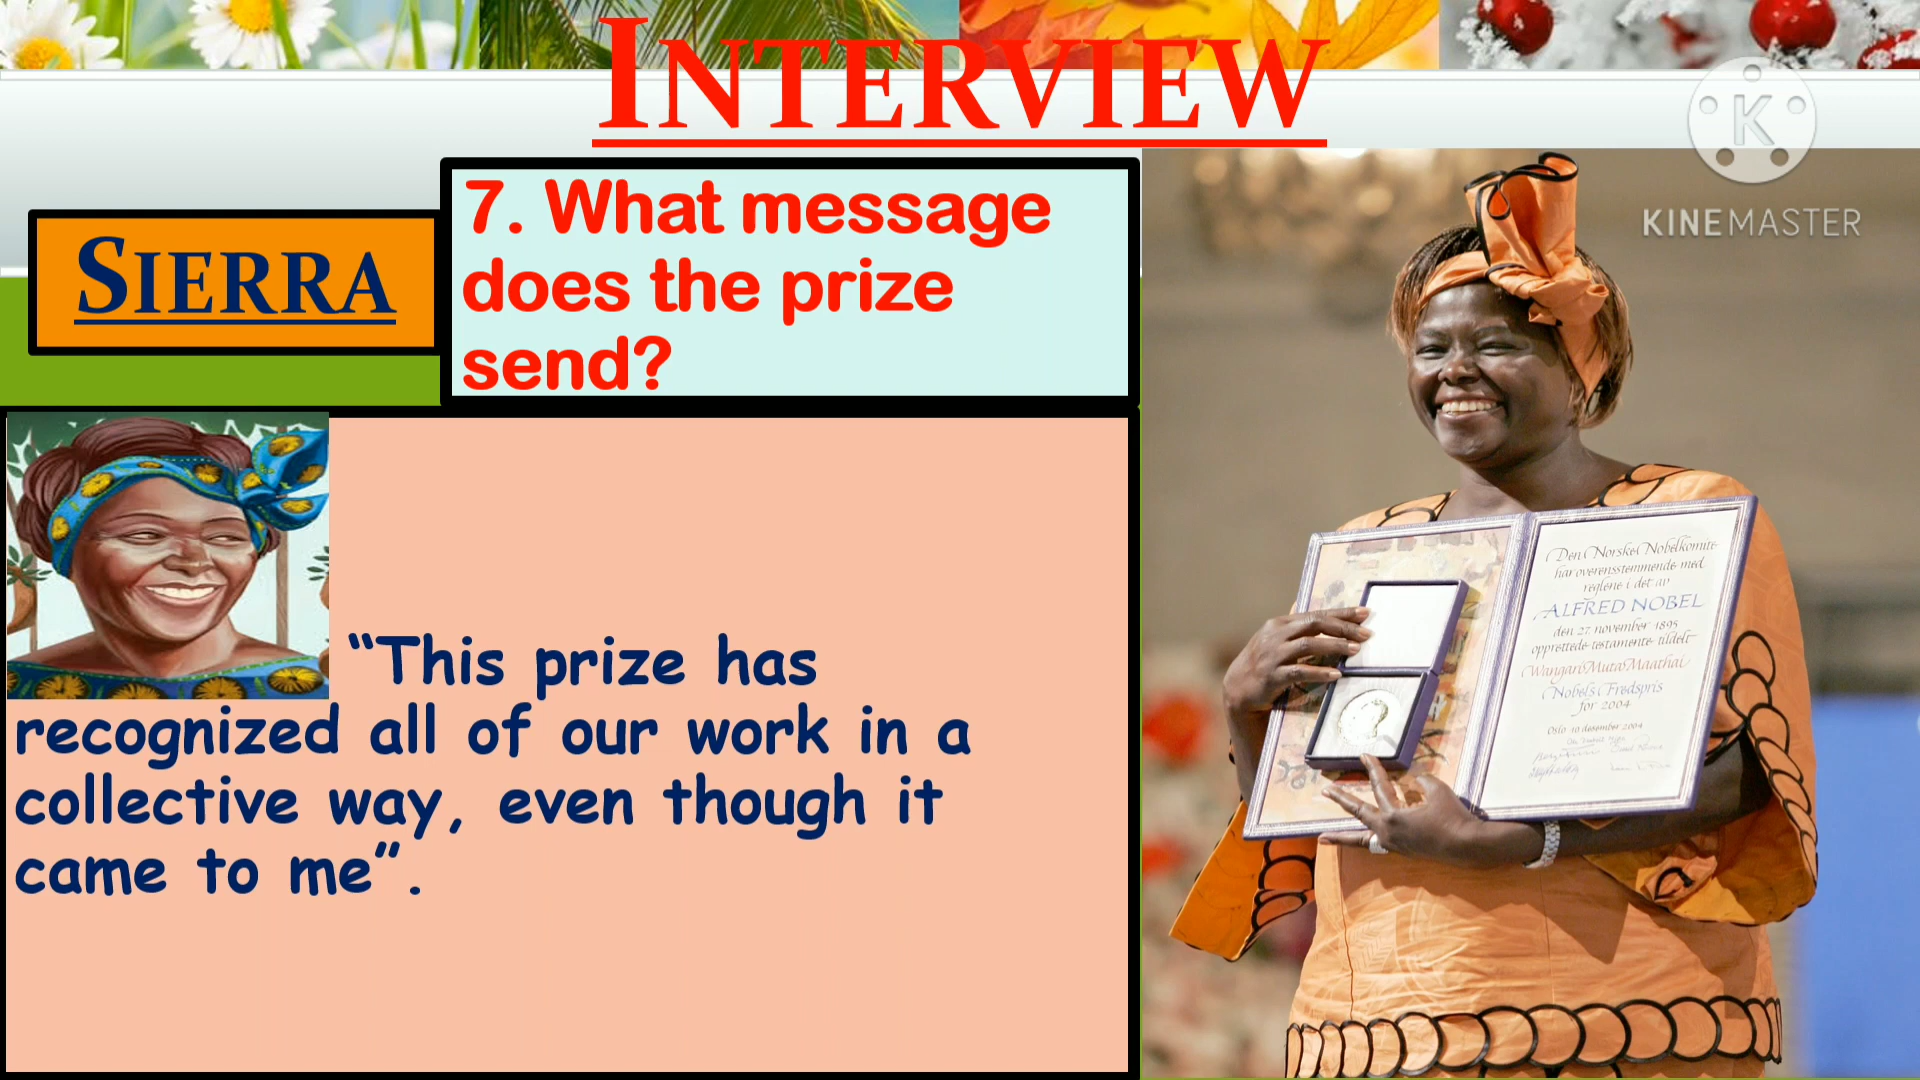 INTERVIEW
KINEMASTER
SIERRA
7. What message
does the prize
send?
“This prize has
recognized all of our work in a
collective way, even though it
came to me”.
Den Norske Nobelkomite
har overensstemmende med
reglene i det av
ALFRED NOBEL
den 27. november 1895
opprettede testamente tildelt
Wangari Muta Maathai
Nobels Fredspris
for 2004
Oslo 10 desember 2004